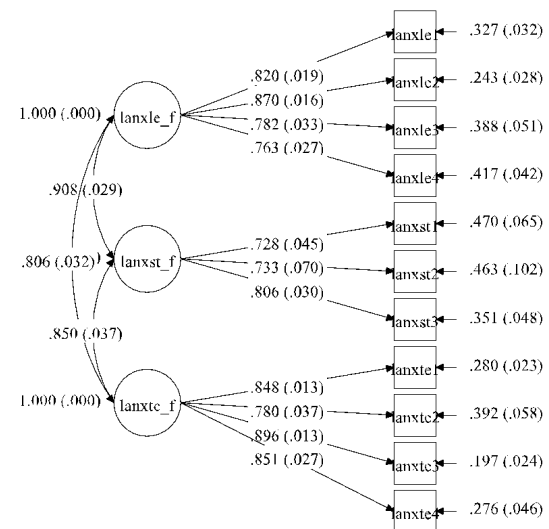 lanxle1
.327 (.032)
.820 (.019)
lanxle2
.243 (.028)
.870 (.016)
1.000 (.000)
lanxle_f
.782 (.033)
lanxle3
.388 (.051)
.763 (.027)
lanxle4
.417 (.042)
.908 (.029)
lanxst1
.470 (.065)
.728 (.045)
.806 (.032)
lanxst_f
.733 (.070)
lanxst2
.463 (.102)
.806 (.030)
lanxst3
.351 (.048)
.850 (.037)
lanxte
.280 (.023)
.848 (.013)
1.000 (.000)
lanxtc_f
.780 (.037)
lanxtc2
.392 (.058)
.896 (.013)
lanxtc3
.197 (.024)
.851 (.027)
lanxte4
.276 (.046)